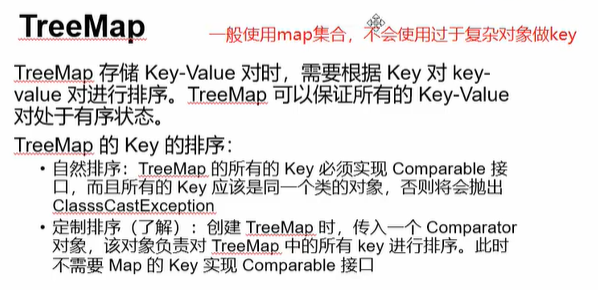 TreeMap
一般使用map集合，不会使用过于复杂对象做key
TreeMap 存储 Key-Value 对时，需要根据 Key 对 key-
value 对进行排序。TreeMap 可以保证所有的 Key-Value
对处于有序状态。
TreeMap 的 Key 的排序：
• 自然排序：TreeMap 的所有的 Key 必须实现 Comparable 接
口，而且所有的 Key 应该是同一个类的对象，否则将会抛出
ClasssCastException
• 定制排序（了解）：创建 TreeMap 时，传入一个 Comparator
对象，该对象负责对 TreeMap 中的所有 key 进行排序。此时
不需要 Map 的 Key 实现 Comparable 接口